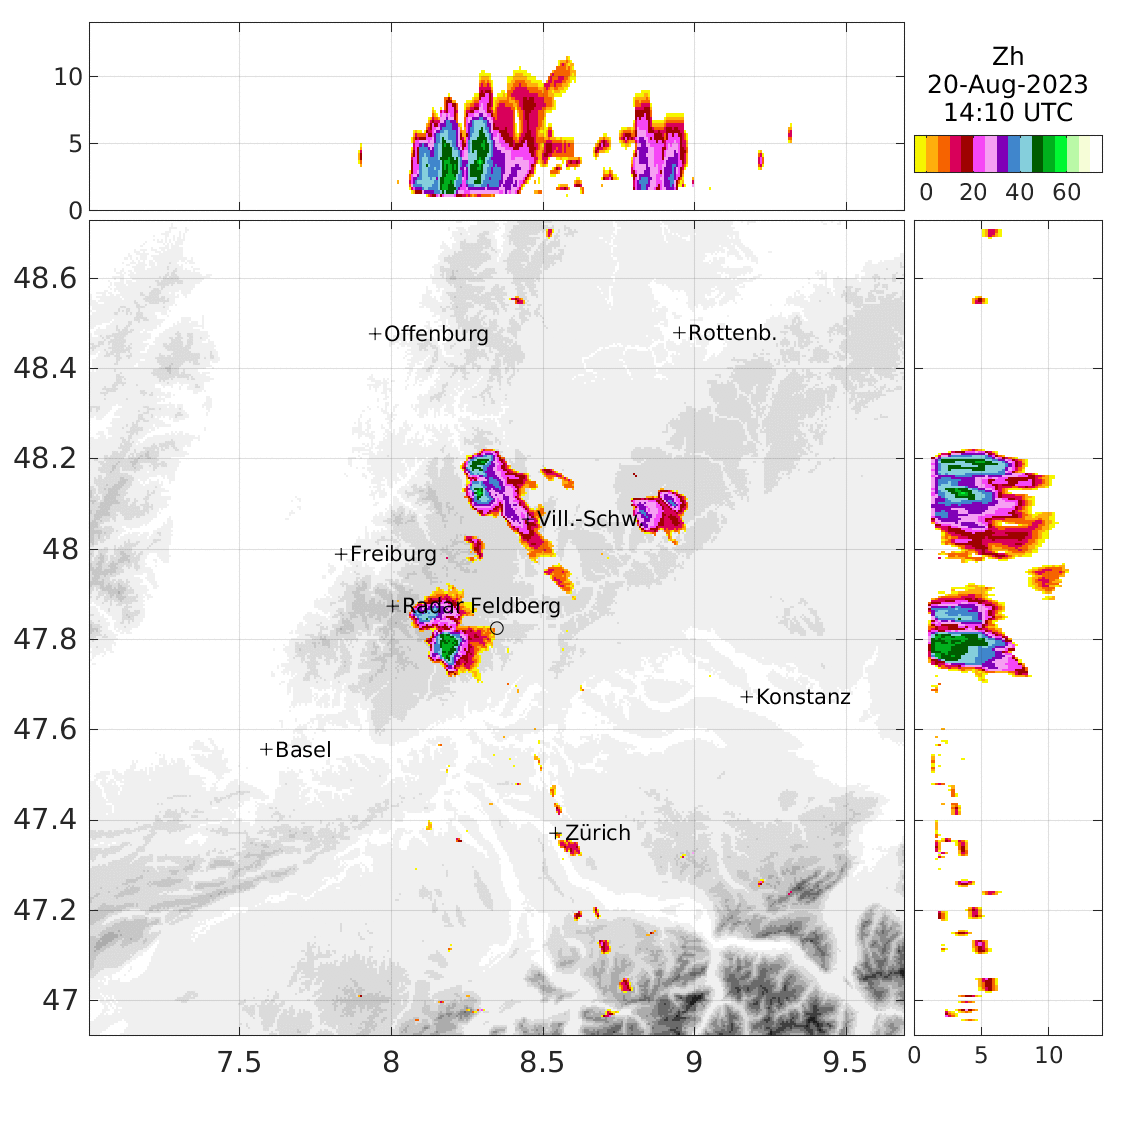 10
5
0
Zh
20-Aug-2023
14:10 UTC
0 20 40 60
48.6
48.4
48.2
48
47.8
47.6
47.4
47.2
47
+Offenburg
+Rottenb.
+Vill.-Schw
+Freiburg
+Radar Feldberg
+Konstanz
+Basel
+Zürich
7.5 8 8.5 9 9.5
0 5 10